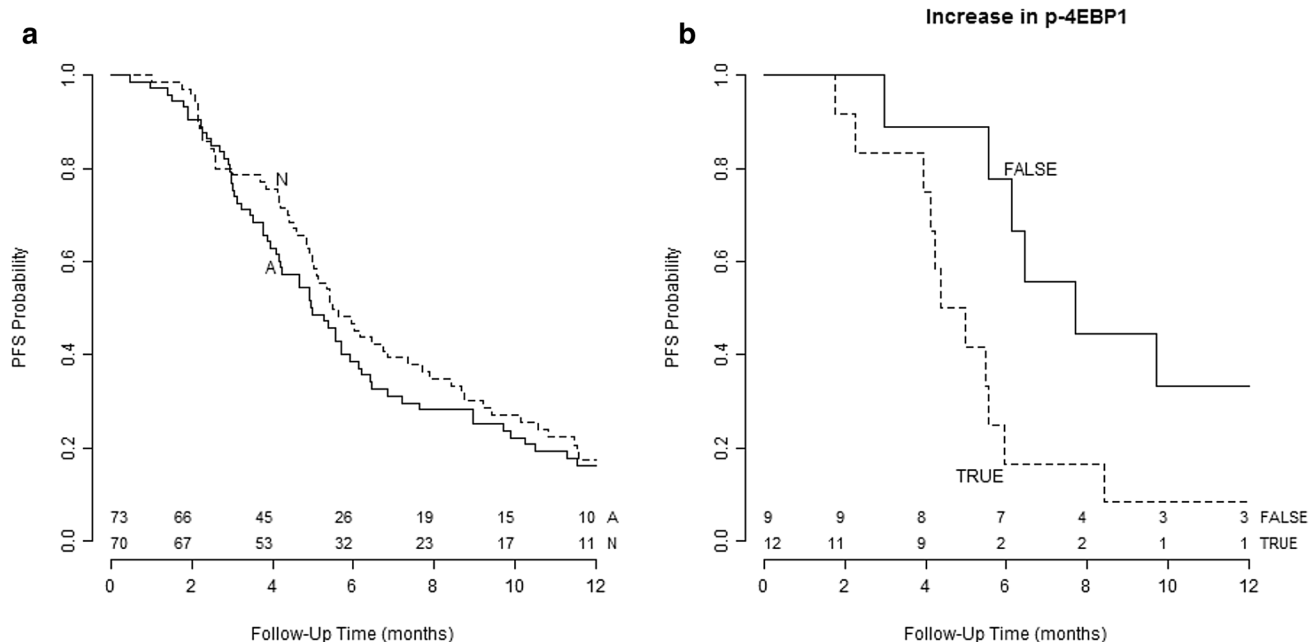 a
PFS Probability
1.0
0.8
0.6
0.4
0.2
0.0
N
A
73 66 45 26 19 15 10 A
70 67 53 32 23 17 11 N
0 2 4 6 8 10 12
Follow-Up Time (months)
b
Increase in p-4EBP1
PFS Probability
1.0
0.8
0.6
0.4
0.2
0.0
FALSE
TRUE
9 9 8 7 4 3 3 FALSE
12 11 9 2 2 1 1 TRUE
0 2 4 6 8 10 12
Follow-Up Time (months)